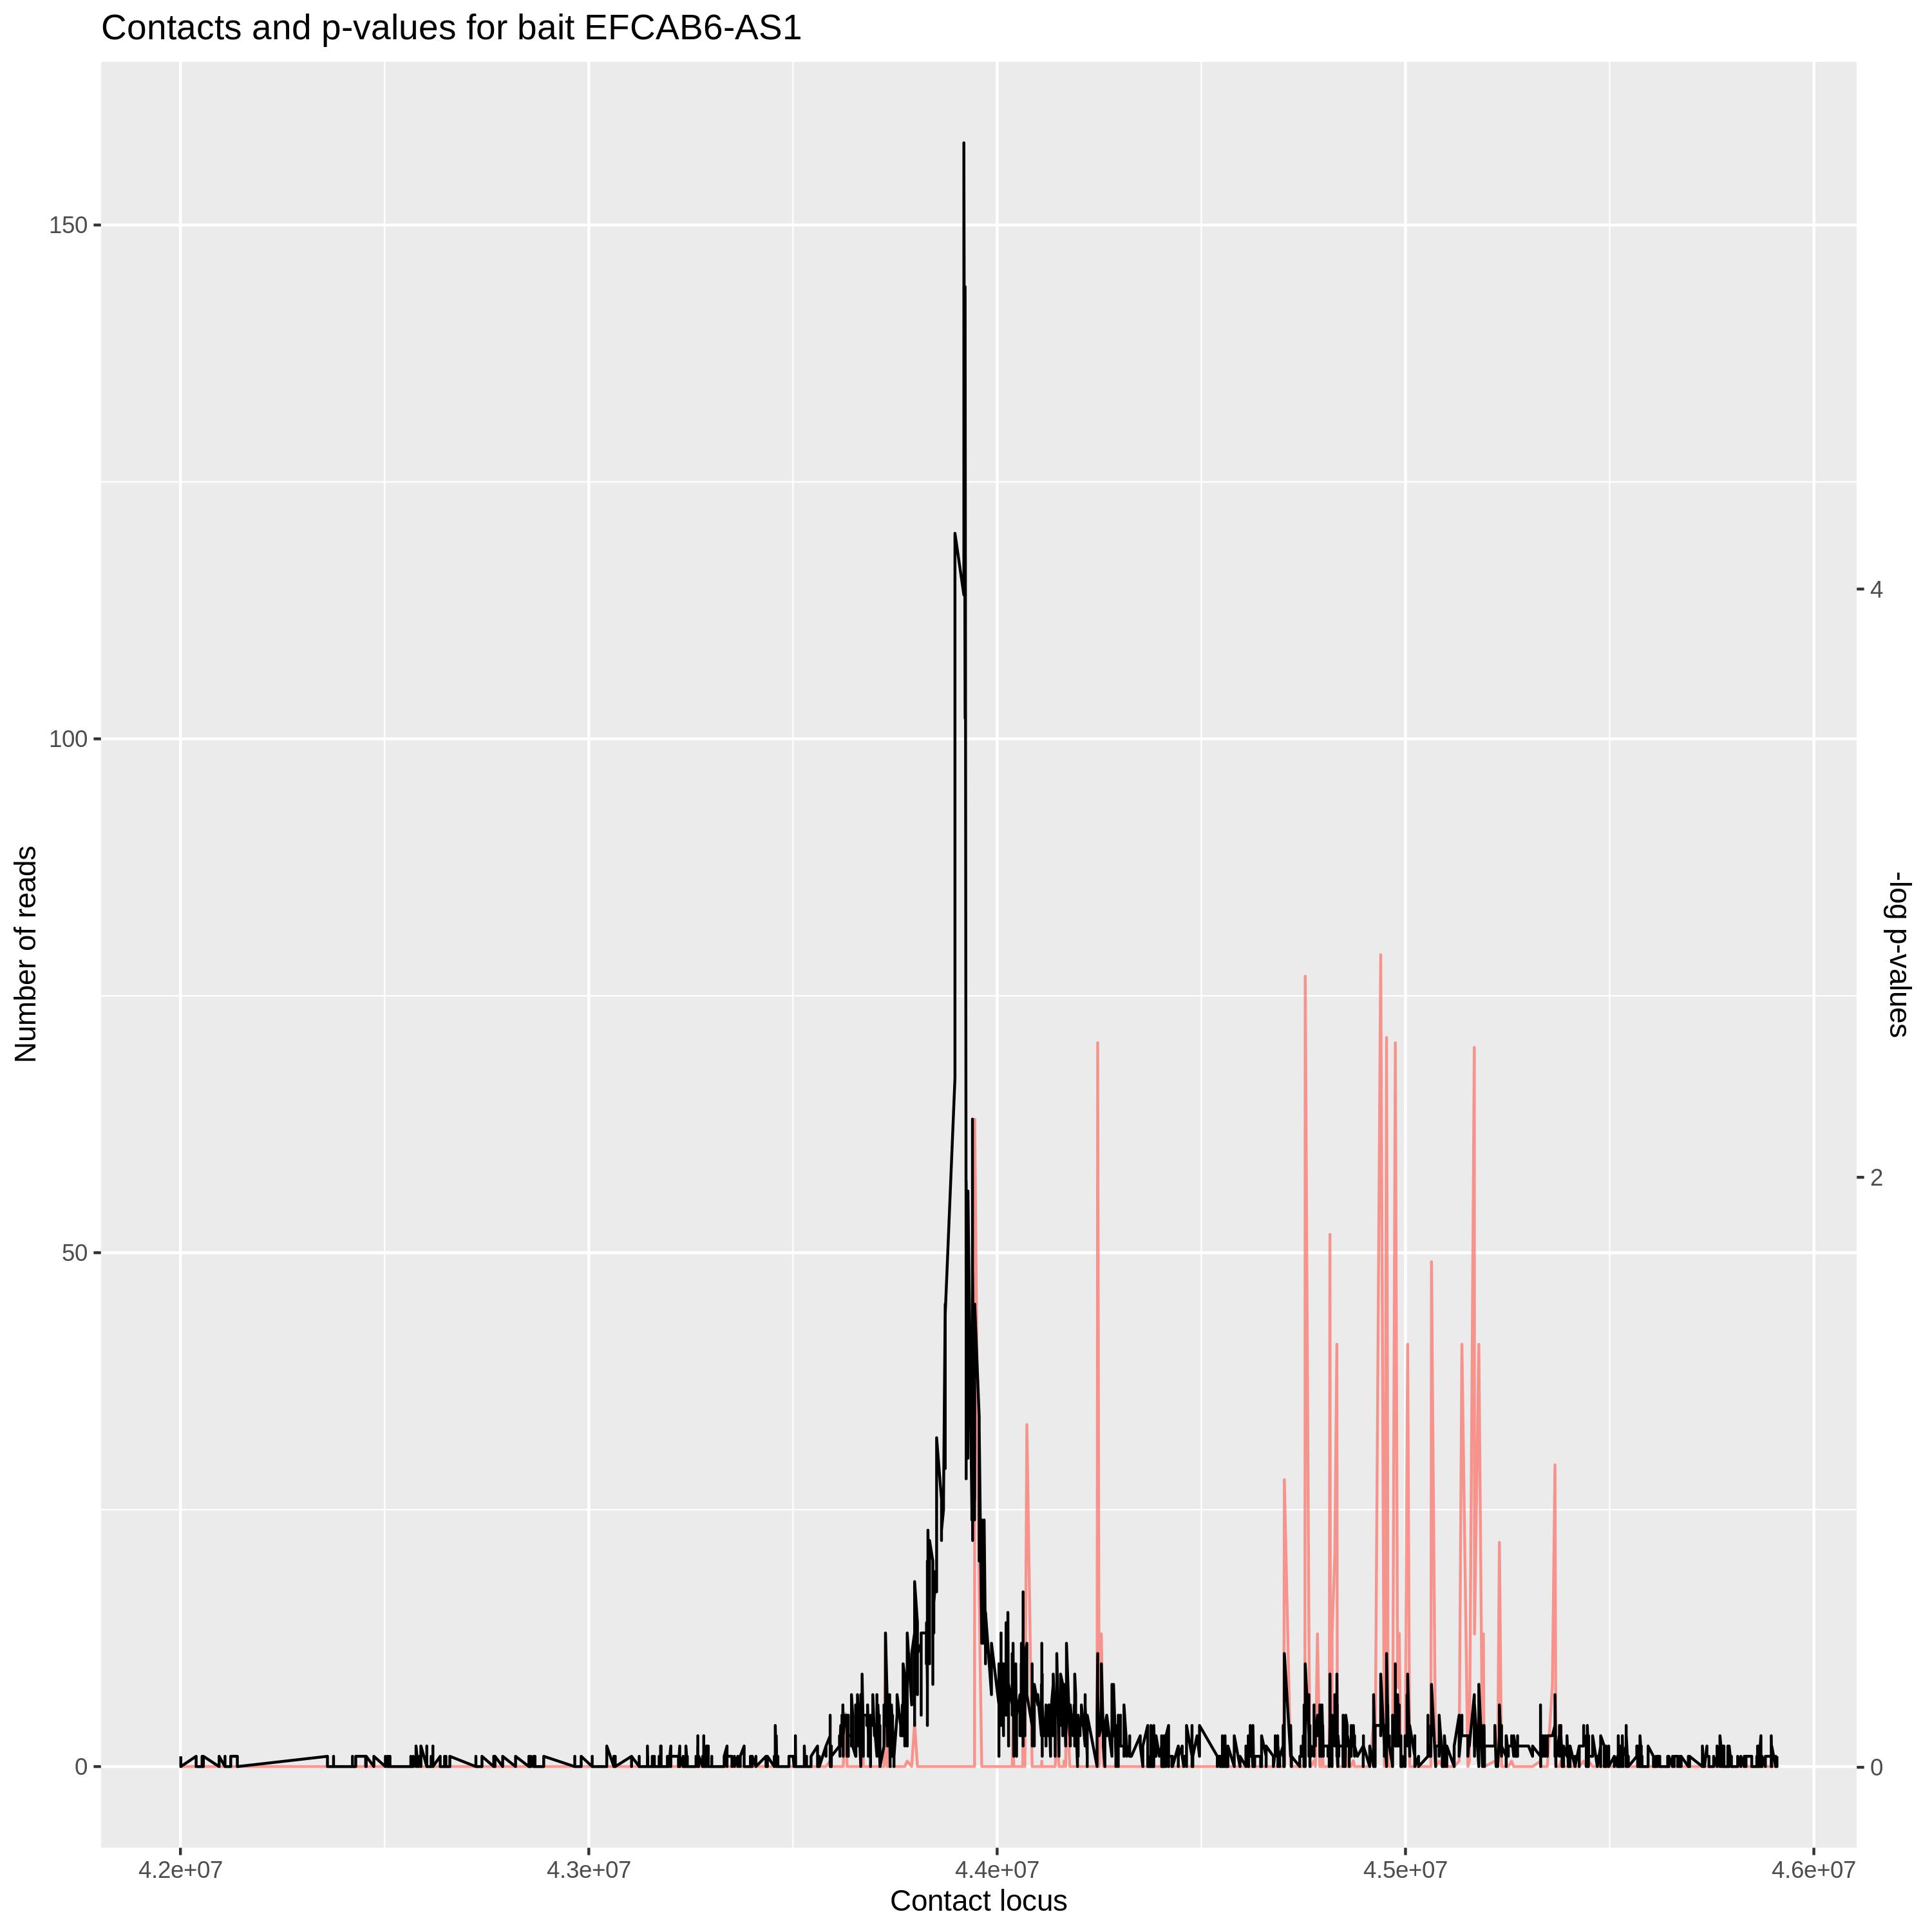 Contacts and p-values for bait EFCAB6-AS1
150
100
50
0
Number of reads
4
2
0
-log p-values
4.2e+07
4.3e+07
4.4e+07
4.5e+07
4.6e+07
Contact locus